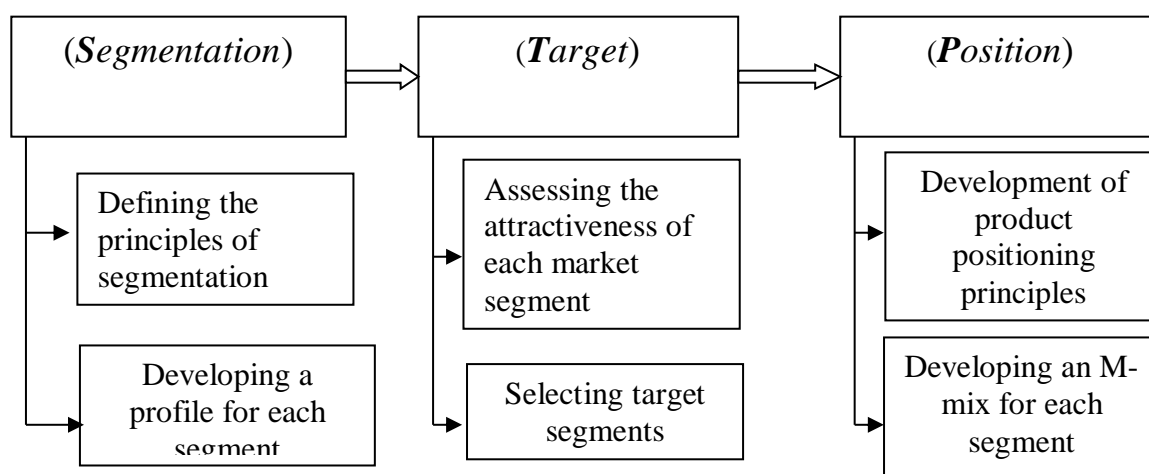 (Segmentation)
(Target)
(Position)
Defining the
principles of
segmentation
Developing a
profile for each
segment
Assessing the
attractiveness of
each market
segment
Selecting target
segments
Development of
product
positioning
principles
Developing an M-
mix for each
segment